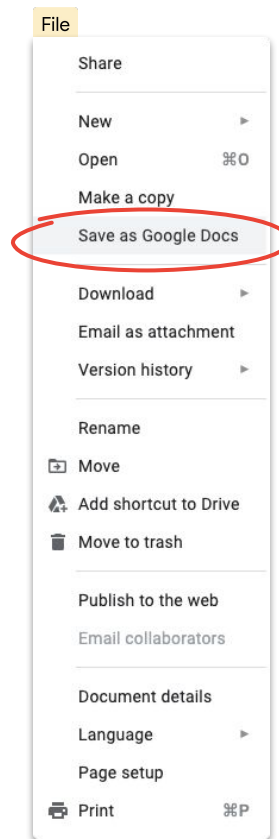 File
Share
New
Open ⌘O
Make a copy
Save as Google Docs
Download
Email as attachment
Version history
Rename
Move
Add shortcut to Drive
Move to trash
Publish to the web
Email collaborators
Document details
Language
Page setup
Print ⌘P